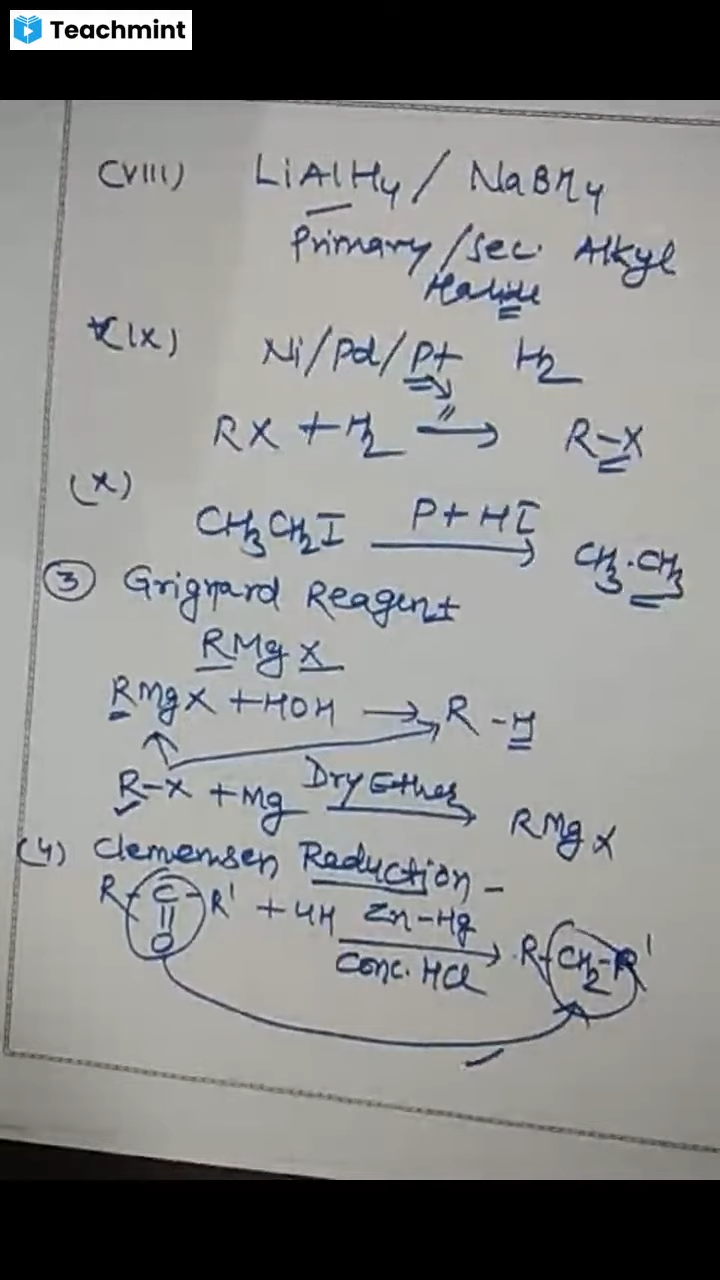 Teachmint
(VIII) LiAlH4 / NaBH4
Primary/Sec. Alkyl
Halide
(IX) Ni/Pd/Pt H2
RX + H2 → R-X
(X)
CH3CH2I P+HI → CH3.CH3
③ Grignard Reagent
RMgX
RMgX + HOH → R-H
R-X + Mg Dry Ether → RMgX
(4) Clemensen Reduction -
R-C-R' + 4H Zn-Hg → R-CH2-R'
O Conc. HCl